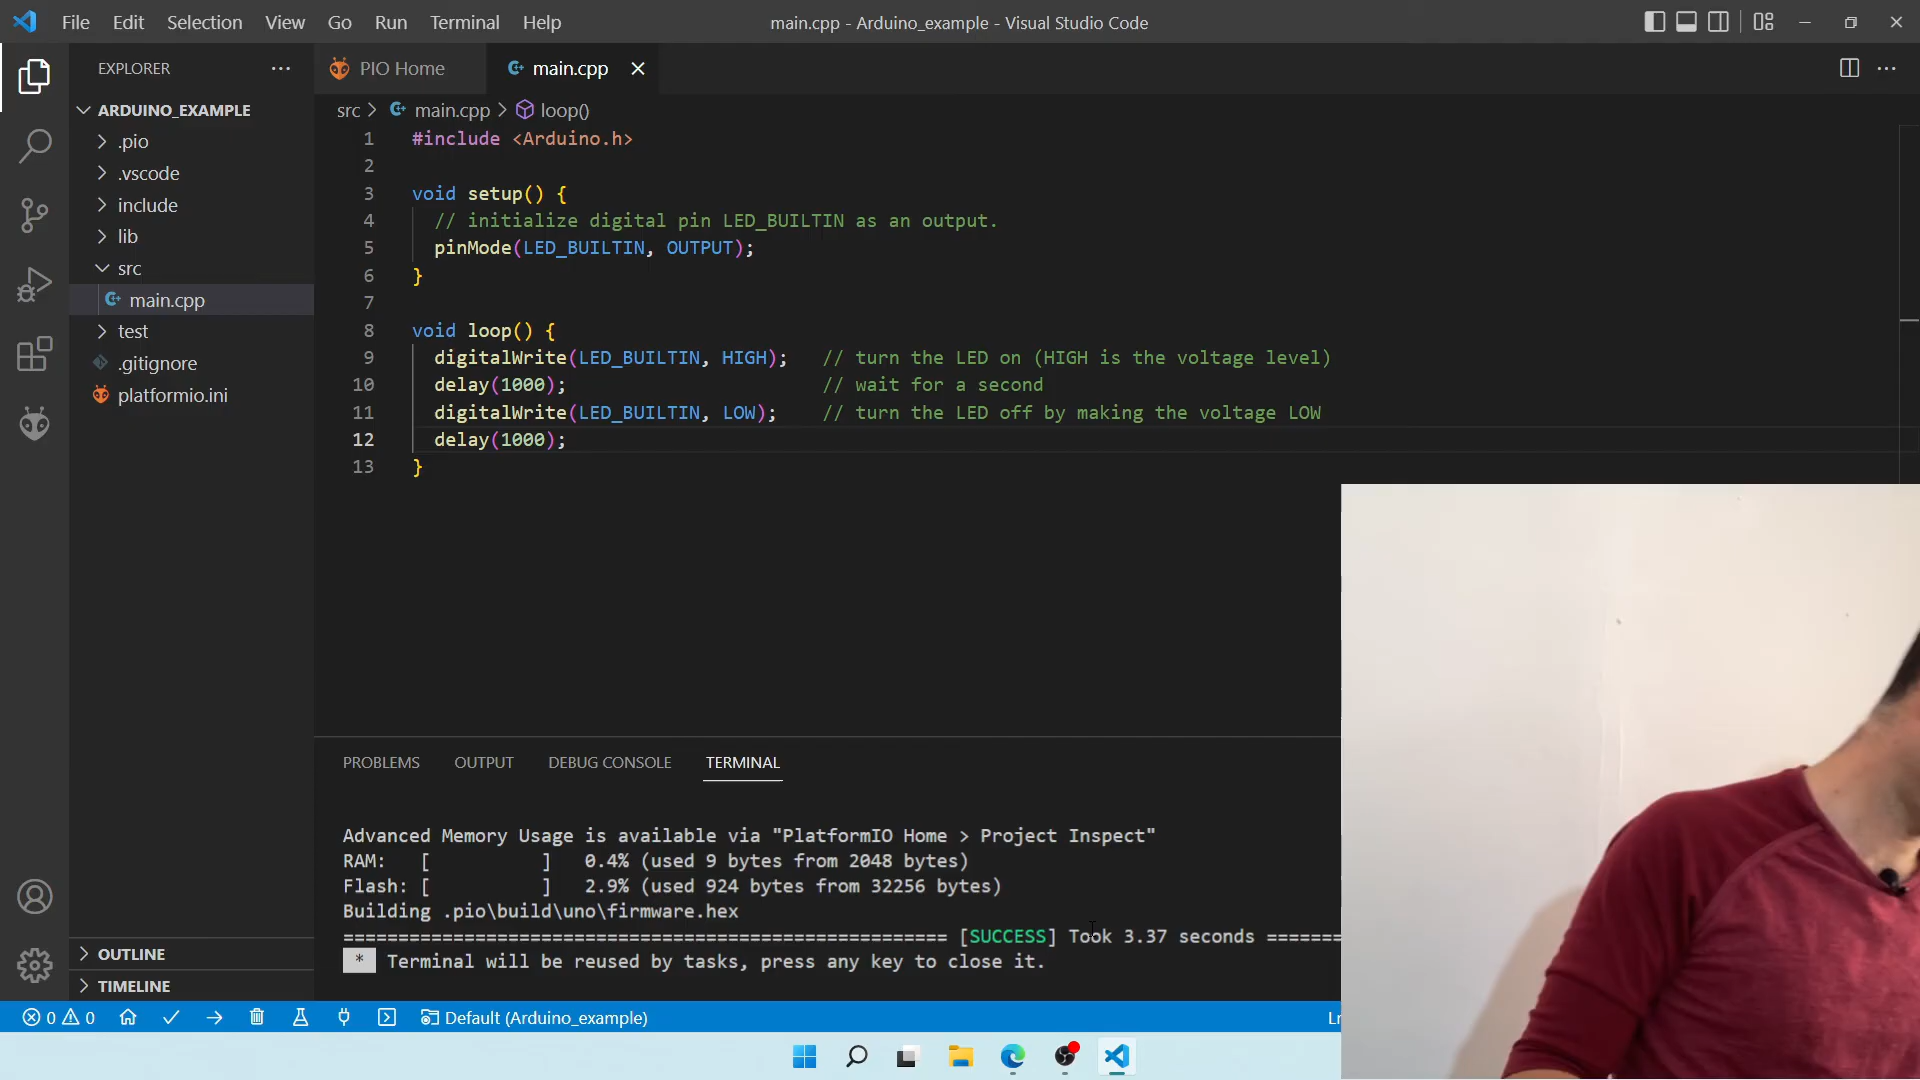 File Edit Selection View Go Run Terminal Help
main.cpp - Arduino_example - Visual Studio Code
EXPLORER
ARDUINO_EXAMPLE
.pio
.vscode
include
lib
src
main.cpp
test
.gitignore
platformio.ini
OUTLINE
TIMELINE
PIO Home
main.cpp
src > main.cpp > loop()
1 #include <Arduino.h>
2
3 void setup() {
4 // initialize digital pin LED_BUILTIN as an output.
5 pinMode(LED_BUILTIN, OUTPUT);
6 }
7
8 void loop() {
9 digitalWrite(LED_BUILTIN, HIGH); // turn the LED on (HIGH is the voltage level)
10 delay(1000); // wait for a second
11 digitalWrite(LED_BUILTIN, LOW); // turn the LED off by making the voltage LOW
12 delay(1000);
13 }
PROBLEMS OUTPUT DEBUG CONSOLE TERMINAL
Advanced Memory Usage is available via "PlatformIO Home > Project Inspect"
RAM: [ ] 0.4% (used 9 bytes from 2048 bytes)
Flash: [ ] 2.9% (used 924 bytes from 32256 bytes)
Building .pio\build\uno\firmware.hex
======================================================= [SUCCESS] Took 3.37 seconds =======
* Terminal will be reused by tasks, press any key to close it.
0 0 Default (Arduino_example) Ln